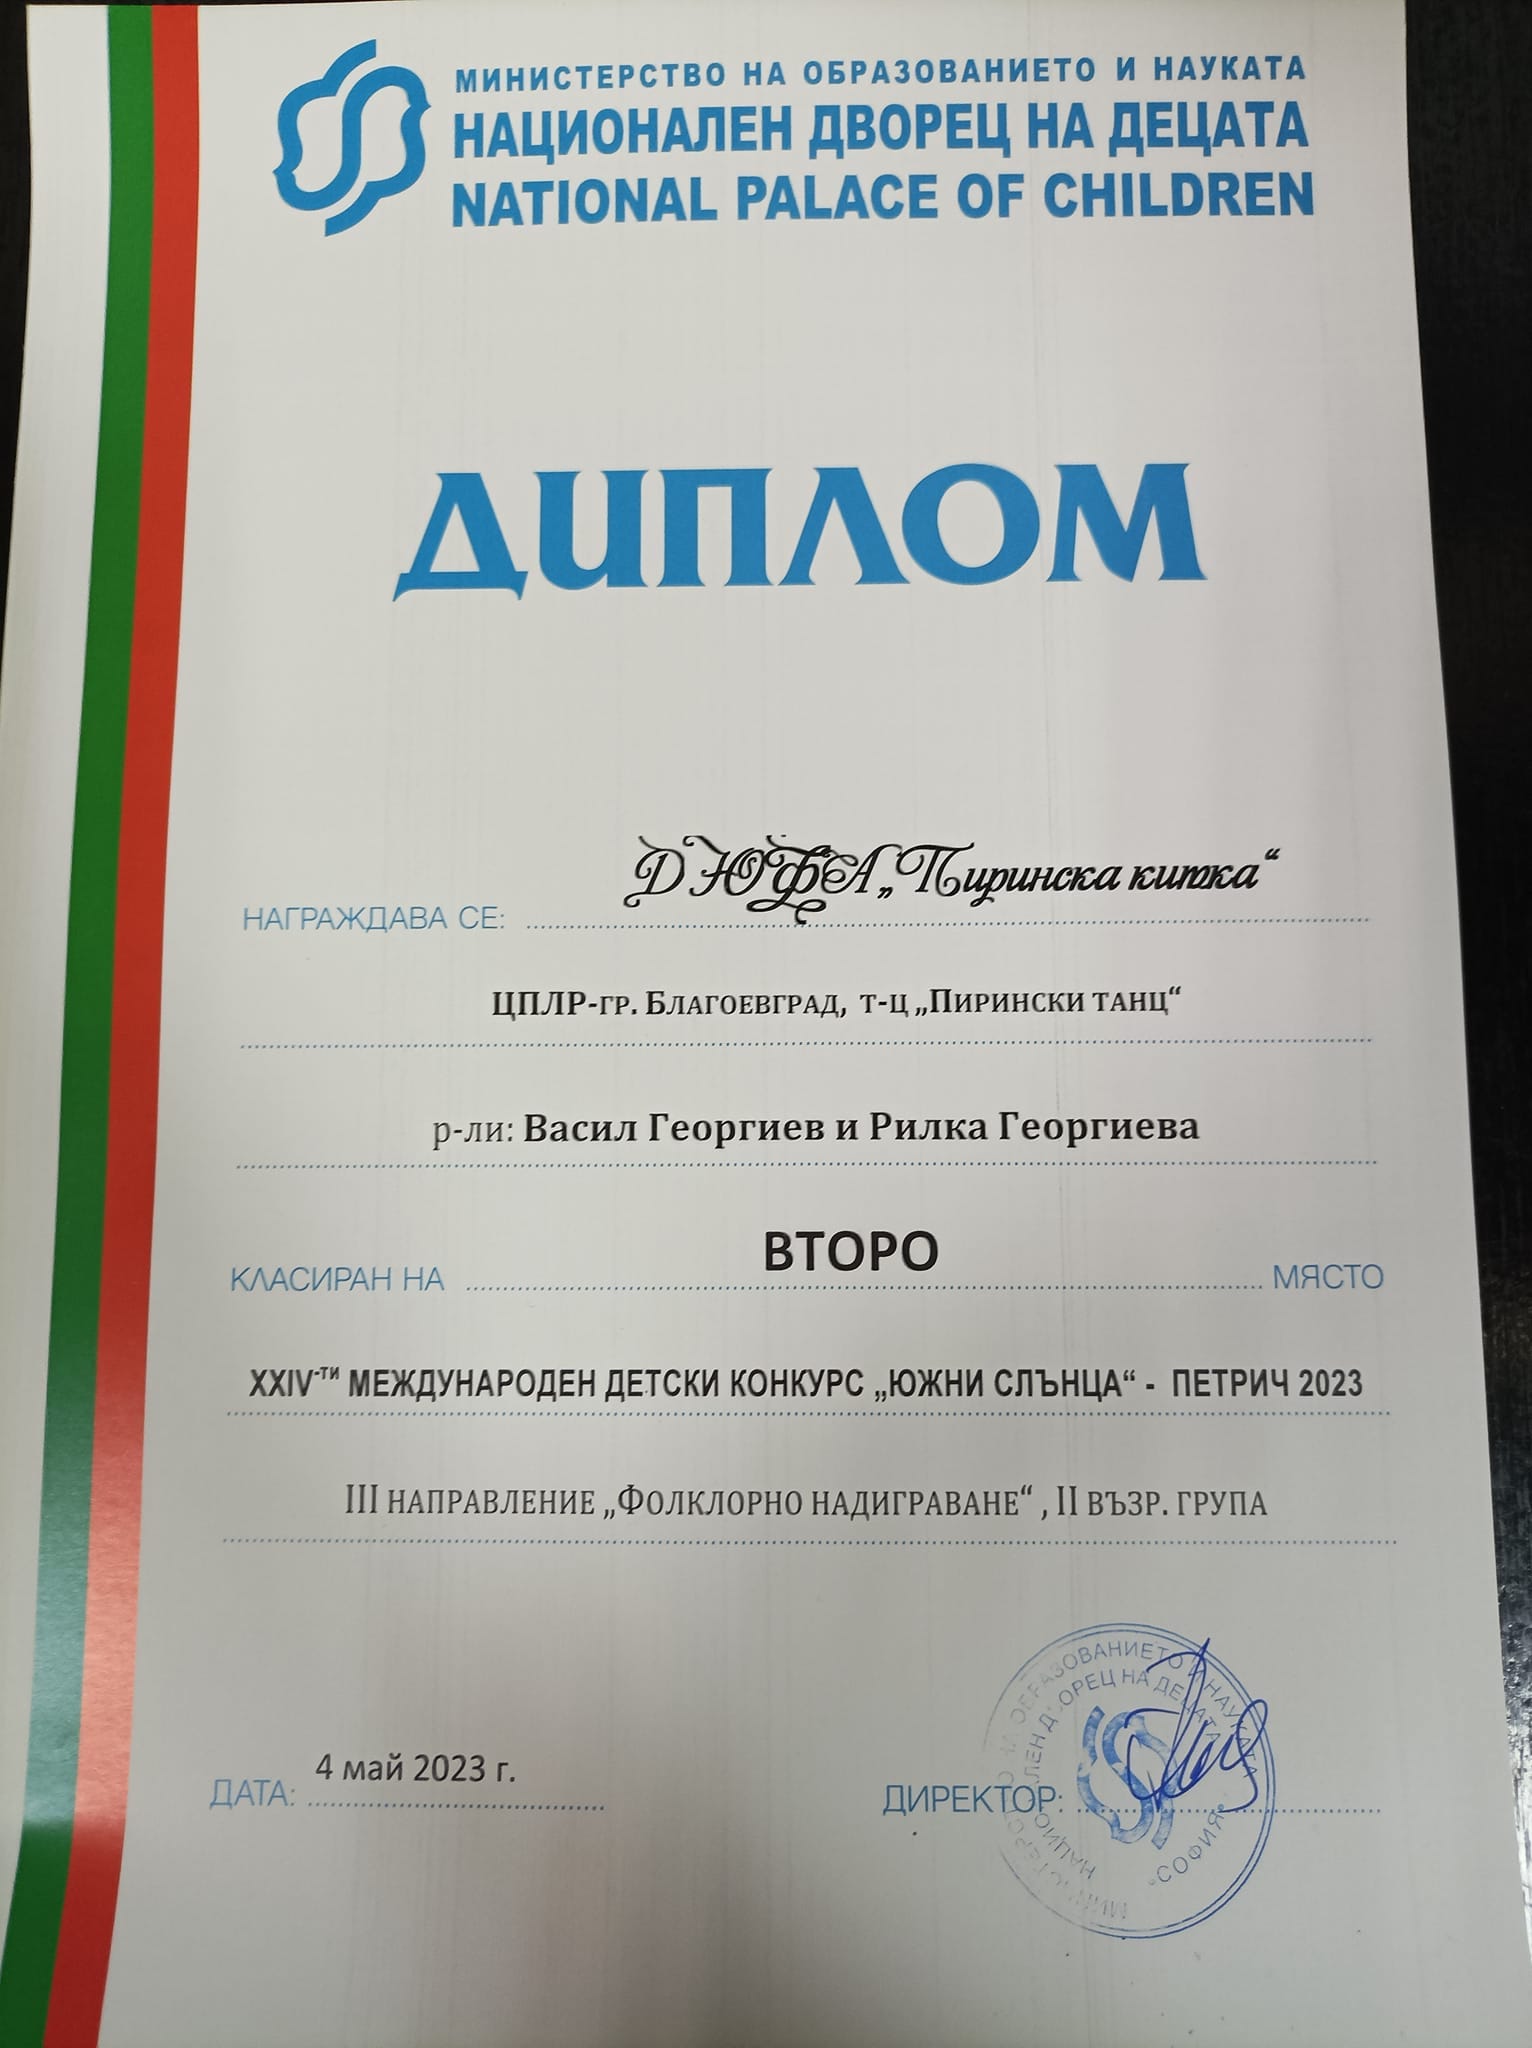 МИНИСТЕРСТВО НА ОБРАЗОВАНИЕТО И НАУКАТА
НАЦИОНАЛЕН ДВОРЕЦ НА ДЕЦАТА
NATIONAL PALACE OF CHILDREN
ДИПЛОМ
НАГРАЖДАВА СЕ: ДЮФА „Пиринска китка“
ЦПЛР-ГР. БЛАГОЕВГРАД, Т-Ц „ПИРИНСКИ ТАНЦ“
р-ли: Васил Георгиев и Рилка Георгиева
КЛАСИРАН НА ВТОРО МЯСТО
XXIV-ТИ МЕЖДУНАРОДЕН ДЕТСКИ КОНКУРС „ЮЖНИ СЛЪНЦА“ - ПЕТРИЧ 2023
III НАПРАВЛЕНИЕ „ФОЛКЛОРНО НАДИГРАВАНЕ“ , II ВЪЗР. ГРУПА
ДАТА: 4 май 2023 г.
ДИРЕКТОР:
МИНИСТЕРСТВО НА ОБРАЗОВАНИЕТО И НАУКАТА
НАЦИОНАЛЕН ДВОРЕЦ НА ДЕЦАТА
•СОФИЯ•